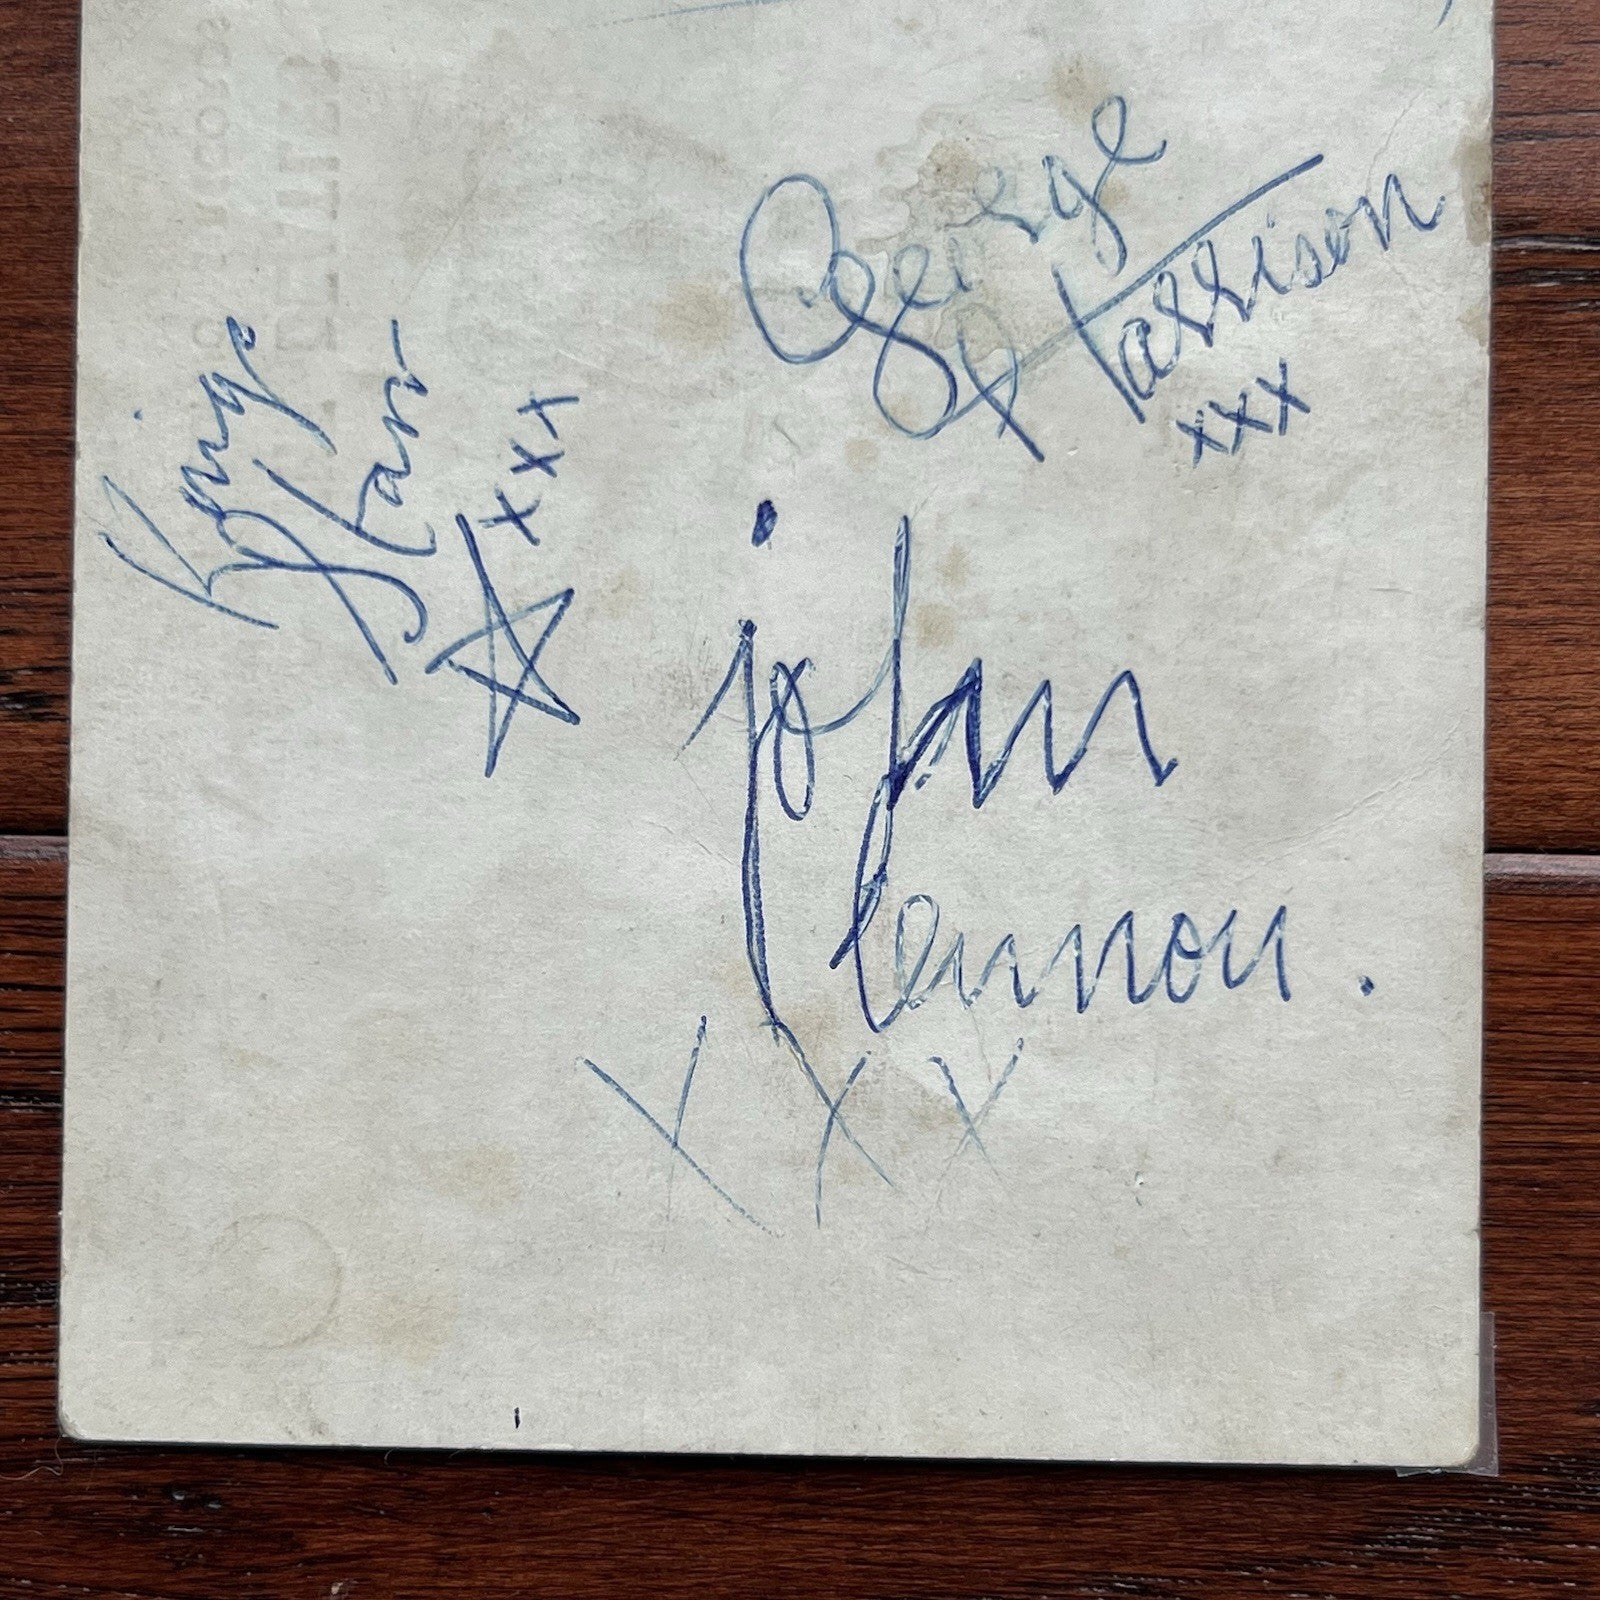 George
Harrison
xxx
Ringo
Starr
xxx
john
lennon.
xxx